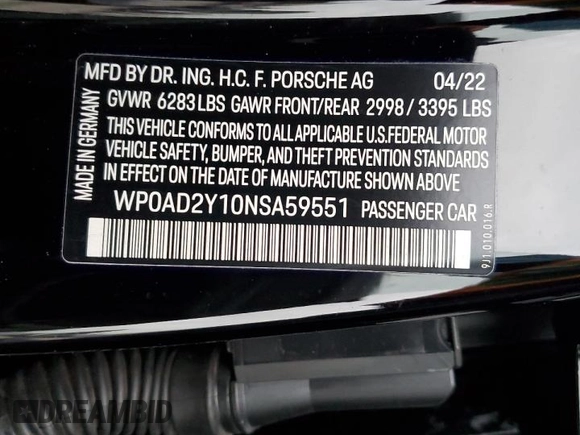 MFD BY DR. ING. H.C. F. PORSCHE AG 04/22
GVWR 6283 LBS GAWR FRONT/REAR 2998 / 3395 LBS
THIS VEHICLE CONFORMS TO ALL APPLICABLE U.S. FEDERAL MOTOR
VEHICLE SAFETY, BUMPER, AND THEFT PREVENTION STANDARDS
IN EFFECT ON THE DATE OF MANUFACTURE SHOWN ABOVE.
WP0AD2Y10NSA59551 PASSENGER CAR
MADE IN GERMANY
9J1.010.016.R
DREAMBID